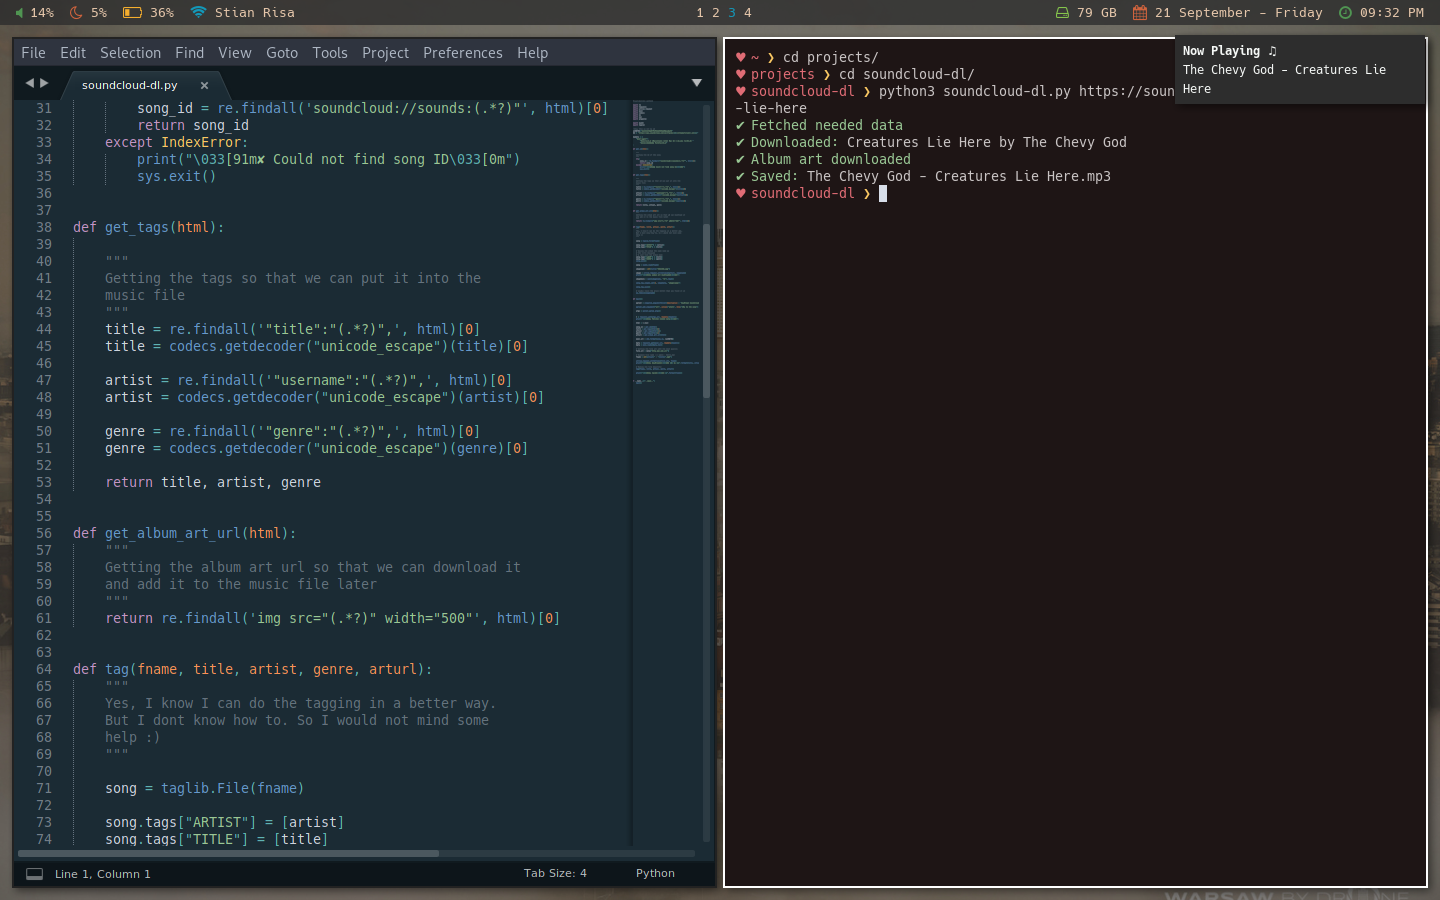 14% 5% 36% Stian Risa 1 2 3 4 79 GB 21 September - Friday 09:32 PM
File Edit Selection Find View Goto Tools Project Preferences Help
soundcloud-dl.py ×
31 song_id = re.findall('soundcloud://sounds:(.*?)"', html)[0]
32 return song_id
33 except IndexError:
34 print("\033[91m✘ Could not find song ID\033[0m")
35 sys.exit()
36
37
38 def get_tags(html):
39
40 """
41 Getting the tags so that we can put it into the
42 music file
43 """
44 title = re.findall('"title":"(.*?)",', html)[0]
45 title = codecs.getdecoder("unicode_escape")(title)[0]
46
47 artist = re.findall('"username":"(.*?)",', html)[0]
48 artist = codecs.getdecoder("unicode_escape")(artist)[0]
49
50 genre = re.findall('"genre":"(.*?)",', html)[0]
51 genre = codecs.getdecoder("unicode_escape")(genre)[0]
52
53 return title, artist, genre
54
55
56 def get_album_art_url(html):
57 """
58 Getting the album art url so that we can download it
59 and add it to the music file later
60 """
61 return re.findall('img src="(.*?)" width="500"', html)[0]
62
63
64 def tag(fname, title, artist, genre, arturl):
65 """
66 Yes, I know I can do the tagging in a better way.
67 But I dont know how to. So I would not mind some
68 help :)
69 """
70
71 song = taglib.File(fname)
72
73 song.tags["ARTIST"] = [artist]
74 song.tags["TITLE"] = [title]
Line 1, Column 1 Tab Size: 4 Python
♥ ~ ❯ cd projects/
♥ projects ❯ cd soundcloud-dl/
♥ soundcloud-dl ❯ python3 soundcloud-dl.py https://soun
-lie-here
✔ Fetched needed data
✔ Downloaded: Creatures Lie Here by The Chevy God
✔ Album art downloaded
✔ Saved: The Chevy God - Creatures Lie Here.mp3
♥ soundcloud-dl ❯
Now Playing ♫
The Chevy God - Creatures Lie
Here
WARSAW BY DRONE